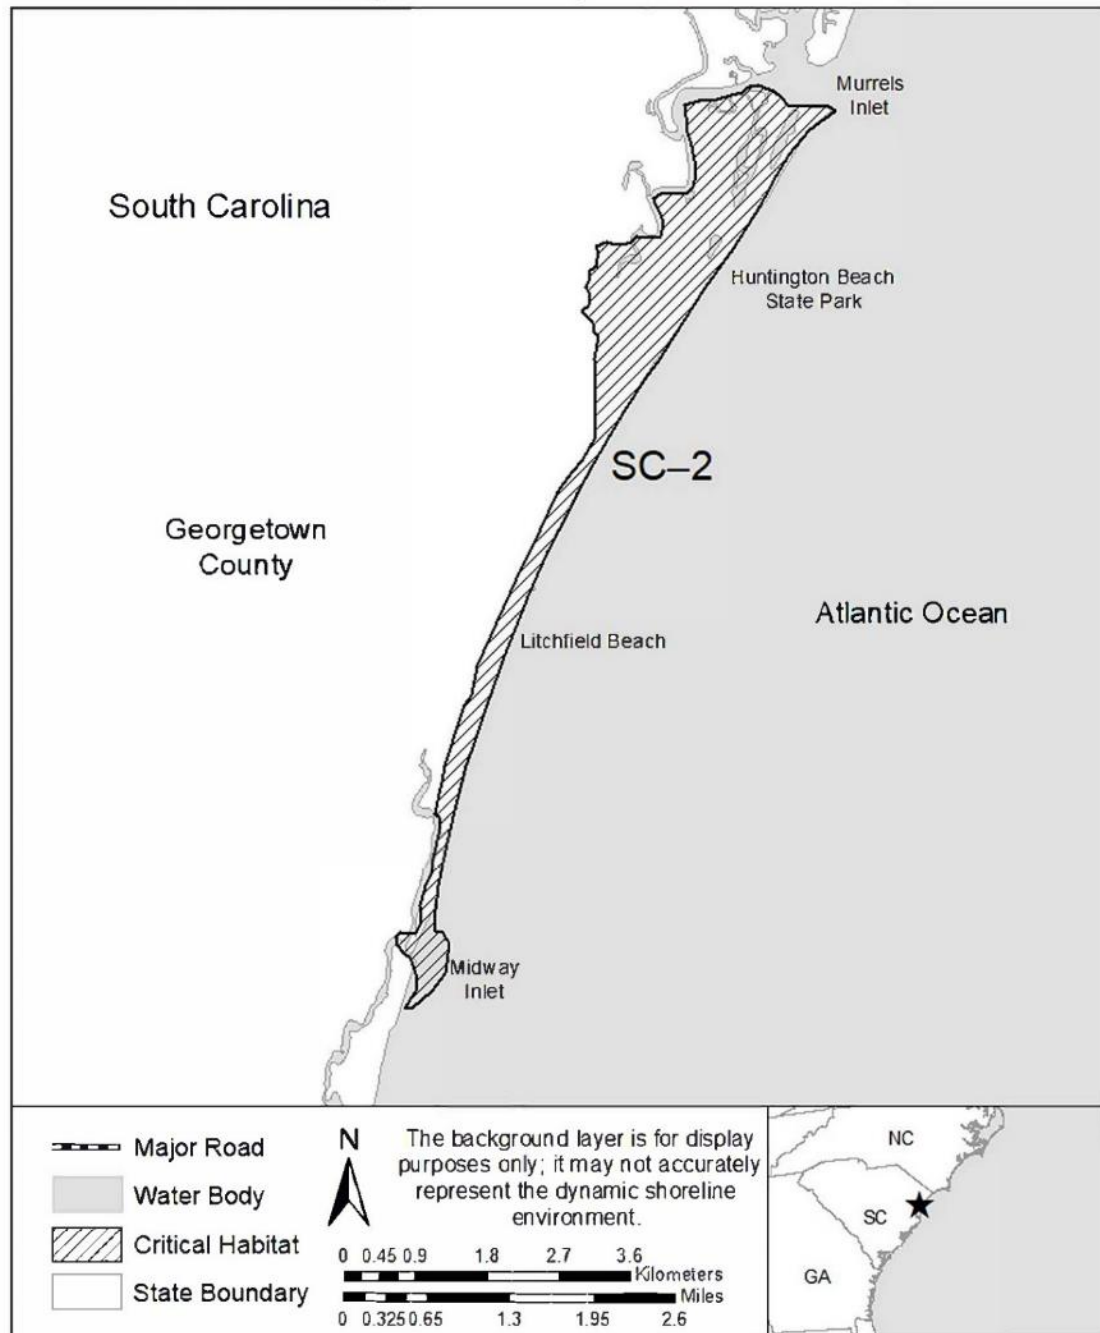 Murrels
Inlet
South Carolina
Huntington Beach
State Park
SC–2
Georgetown
County
Atlantic Ocean
Litchfield Beach
Midway
Inlet
Major Road
Water Body
Critical Habitat
State Boundary
N
The background layer is for display
purposes only; it may not accurately
represent the dynamic shoreline
environment.
0 0.45 0.9 1.8 2.7 3.6
Kilometers
Miles
0 0.325 0.65 1.3 1.95 2.6
NC
SC
GA